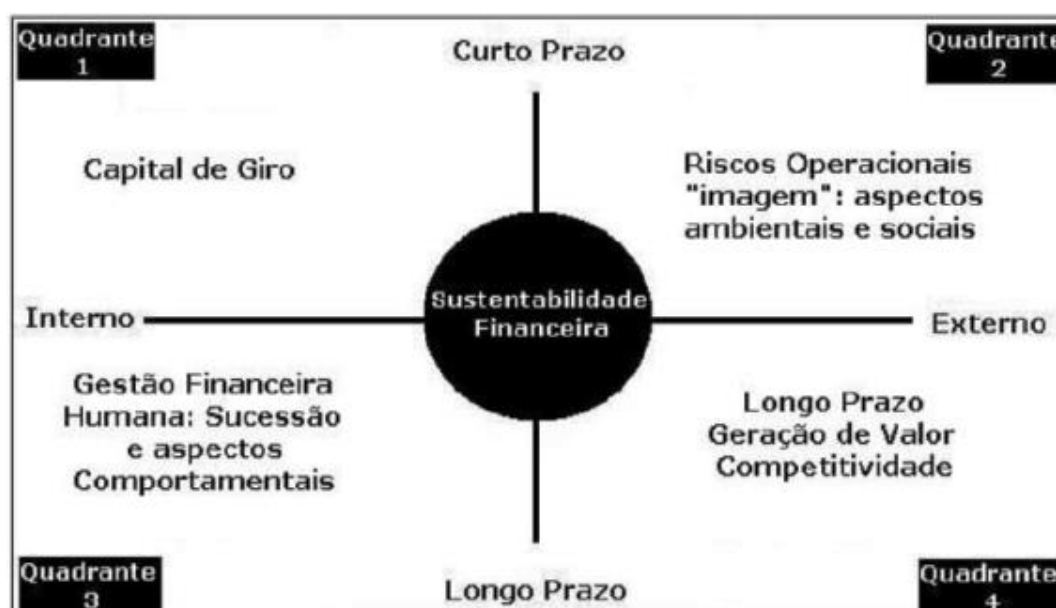 Quadrante
1
Curto Prazo
Quadrante
2
Capital de Giro
Riscos Operacionais
"imagem": aspectos
ambientais e sociais
Interno
Sustentabilidade
Financeira
Externo
Gestão Financeira
Humana: Sucessão
e aspectos
Comportamentais
Longo Prazo
Geração de Valor
Competitividade
Quadrante
3
Longo Prazo
Quadrante
4